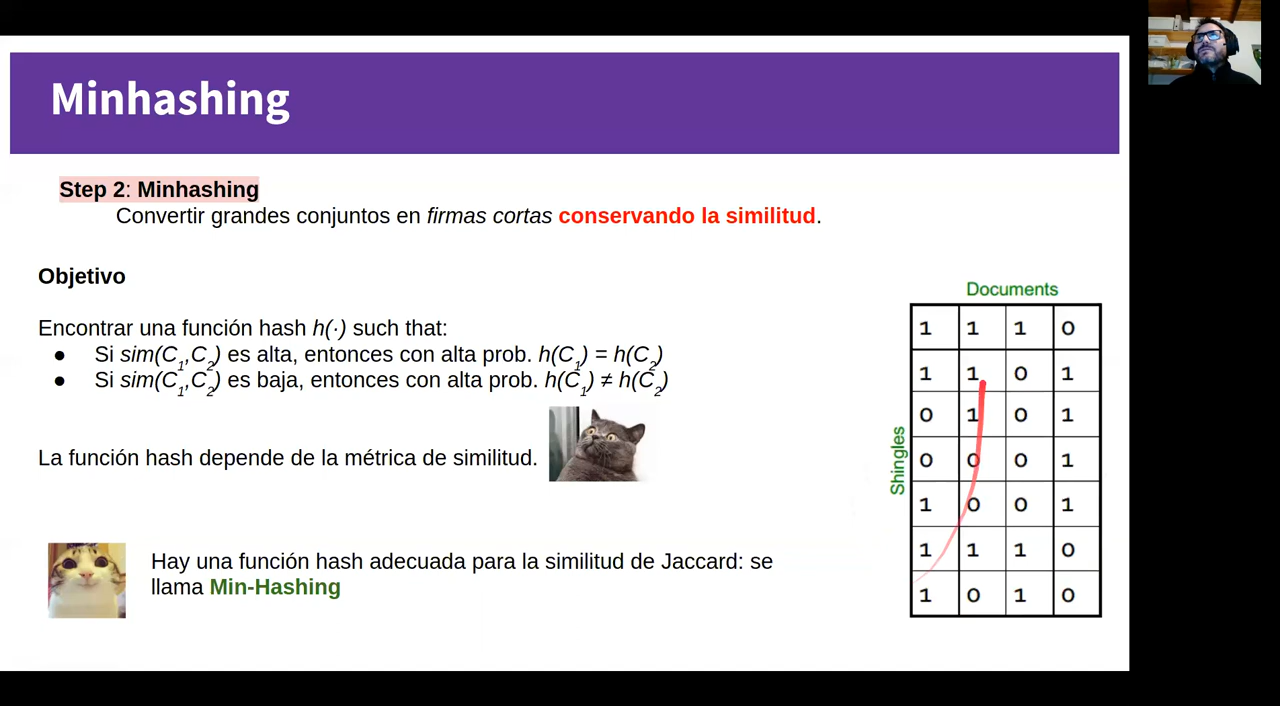 Minhashing
Step 2: Minhashing
Convertir grandes conjuntos en firmas cortas conservando la similitud.
Objetivo
Encontrar una función hash h(·) such that:
● Si sim(C1,C2) es alta, entonces con alta prob. h(C1) = h(C2)
● Si sim(C1,C2) es baja, entonces con alta prob. h(C1) ≠ h(C2)
La función hash depende de la métrica de similitud.
Hay una función hash adecuada para la similitud de Jaccard: se
llama Min-Hashing
Documents
Shingles
1 1 1 0
1 1 0 1
0 1 0 1
0 0 0 1
1 0 0 1
1 1 1 0
1 0 1 0